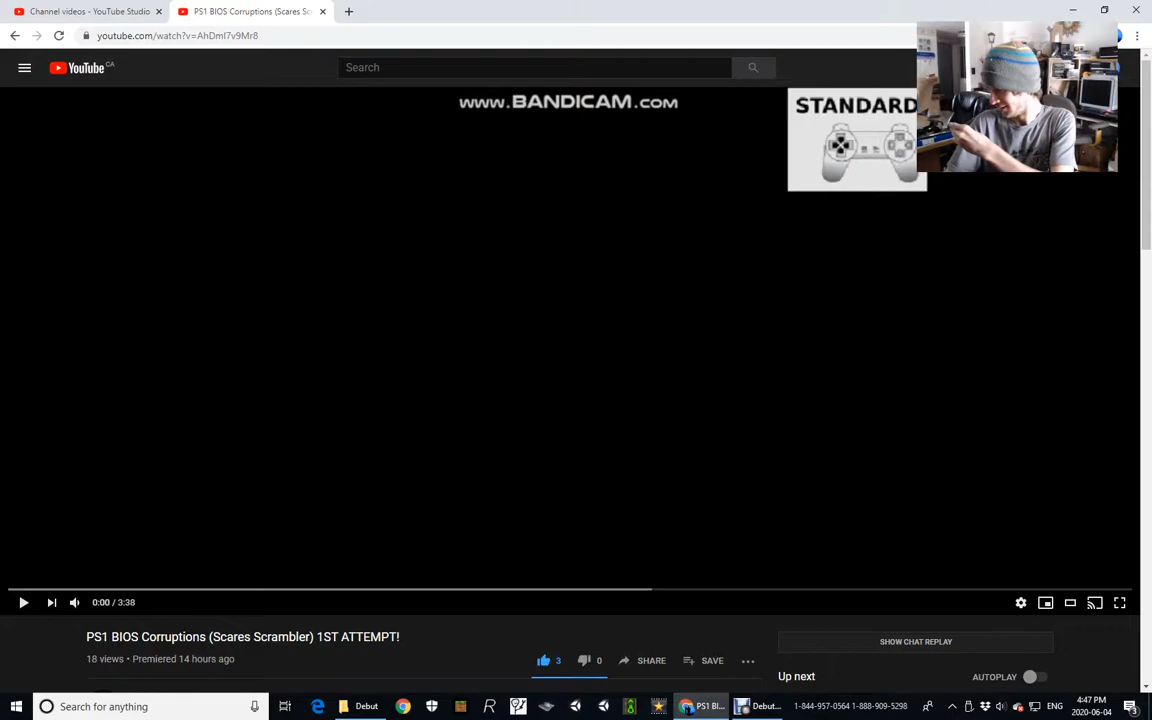 Channel videos - YouTube Studio
PS1 BIOS Corruptions (Scares Sc
youtube.com/watch?v=AhDmI7v9Mr8
YouTube CA
Search
www.BANDICAM.com
STANDARD
0:00 / 3:38
PS1 BIOS Corruptions (Scares Scrambler) 1ST ATTEMPT!
18 views • Premiered 14 hours ago
3
0
SHARE
SAVE
SHOW CHAT REPLAY
Up next
AUTOPLAY
Search for anything
Debut
PS1 BI...
Debut...
1-844-957-0564 1-888-909-5298
ENG
4:47 PM
2020-06-04
3